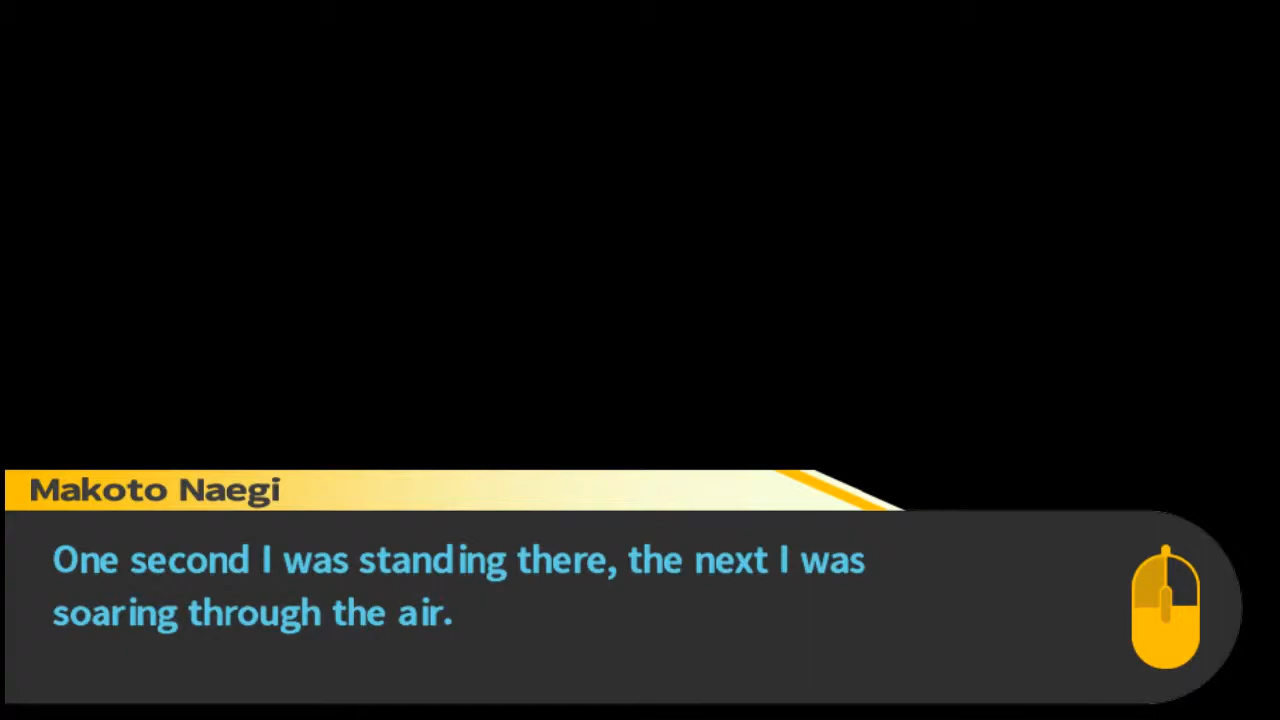 Makoto Naegi
One second I was standing there, the next I was
soaring through the air.